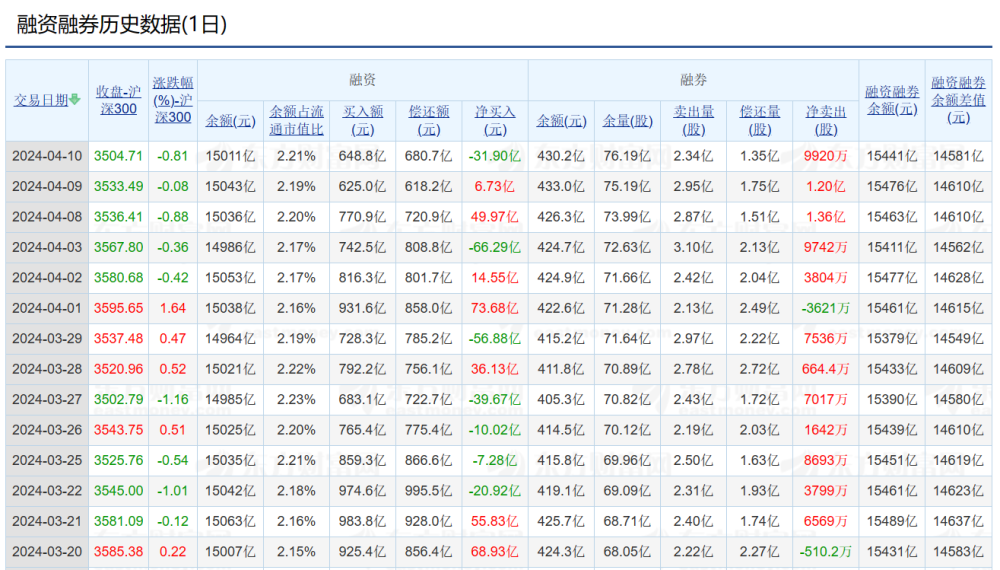 融资融券历史数据(1日)
交易日期 收盘-沪深300 涨跌幅(%)-沪深300 融资 融券 融资融券余额(元) 融资融券余额差值(元)
余额(元) 余额占流通市值比 买入额(元) 偿还额(元) 净买入(元) 余额(元) 余量(股) 卖出量(股) 偿还量(股) 净卖出(股)
2024-04-10 3504.71 -0.81 15011亿 2.21% 648.8亿 680.7亿 -31.90亿 430.2亿 76.19亿 2.34亿 1.35亿 9920万 15441亿 14581亿
2024-04-09 3533.49 -0.08 15043亿 2.19% 625.0亿 618.2亿 6.73亿 433.0亿 75.19亿 2.95亿 1.75亿 1.20亿 15476亿 14610亿
2024-04-08 3536.41 -0.88 15036亿 2.20% 770.9亿 720.9亿 49.97亿 426.3亿 73.99亿 2.87亿 1.51亿 1.36亿 15463亿 14610亿
2024-04-03 3567.80 -0.36 14986亿 2.17% 742.5亿 808.8亿 -66.29亿 424.7亿 72.63亿 3.10亿 2.13亿 9742万 15411亿 14562亿
2024-04-02 3580.68 -0.42 15053亿 2.17% 816.3亿 801.7亿 14.55亿 424.9亿 71.66亿 2.42亿 2.04亿 3804万 15477亿 14628亿
2024-04-01 3595.65 1.64 15038亿 2.16% 931.6亿 858.0亿 73.68亿 422.6亿 71.28亿 2.13亿 2.49亿 -3621万 15461亿 14615亿
2024-03-29 3537.48 0.47 14964亿 2.19% 728.3亿 785.2亿 -56.88亿 415.2亿 71.64亿 2.97亿 2.22亿 7536万 15379亿 14549亿
2024-03-28 3520.96 0.52 15021亿 2.22% 792.2亿 756.1亿 36.13亿 411.8亿 70.89亿 2.78亿 2.72亿 664.4万 15433亿 14609亿
2024-03-27 3502.79 -1.16 14985亿 2.23% 683.1亿 722.7亿 -39.67亿 405.3亿 70.82亿 2.43亿 1.72亿 7017万 15390亿 14580亿
2024-03-26 3543.75 0.51 15025亿 2.20% 765.4亿 775.4亿 -10.02亿 414.5亿 70.12亿 2.19亿 2.03亿 1642万 15439亿 14610亿
2024-03-25 3525.76 -0.54 15035亿 2.21% 859.3亿 866.6亿 -7.28亿 415.8亿 69.96亿 2.50亿 1.63亿 8693万 15451亿 14619亿
2024-03-22 3545.00 -1.01 15042亿 2.18% 974.6亿 995.5亿 -20.92亿 419.1亿 69.09亿 2.31亿 1.93亿 3799万 15461亿 14623亿
2024-03-21 3581.09 -0.12 15063亿 2.16% 983.8亿 928.0亿 55.83亿 425.7亿 68.71亿 2.40亿 1.74亿 6569万 15489亿 14637亿
2024-03-20 3585.38 0.22 15007亿 2.15% 925.4亿 856.4亿 68.93亿 424.3亿 68.05亿 2.22亿 2.27亿 -510.2万 15431亿 14583亿